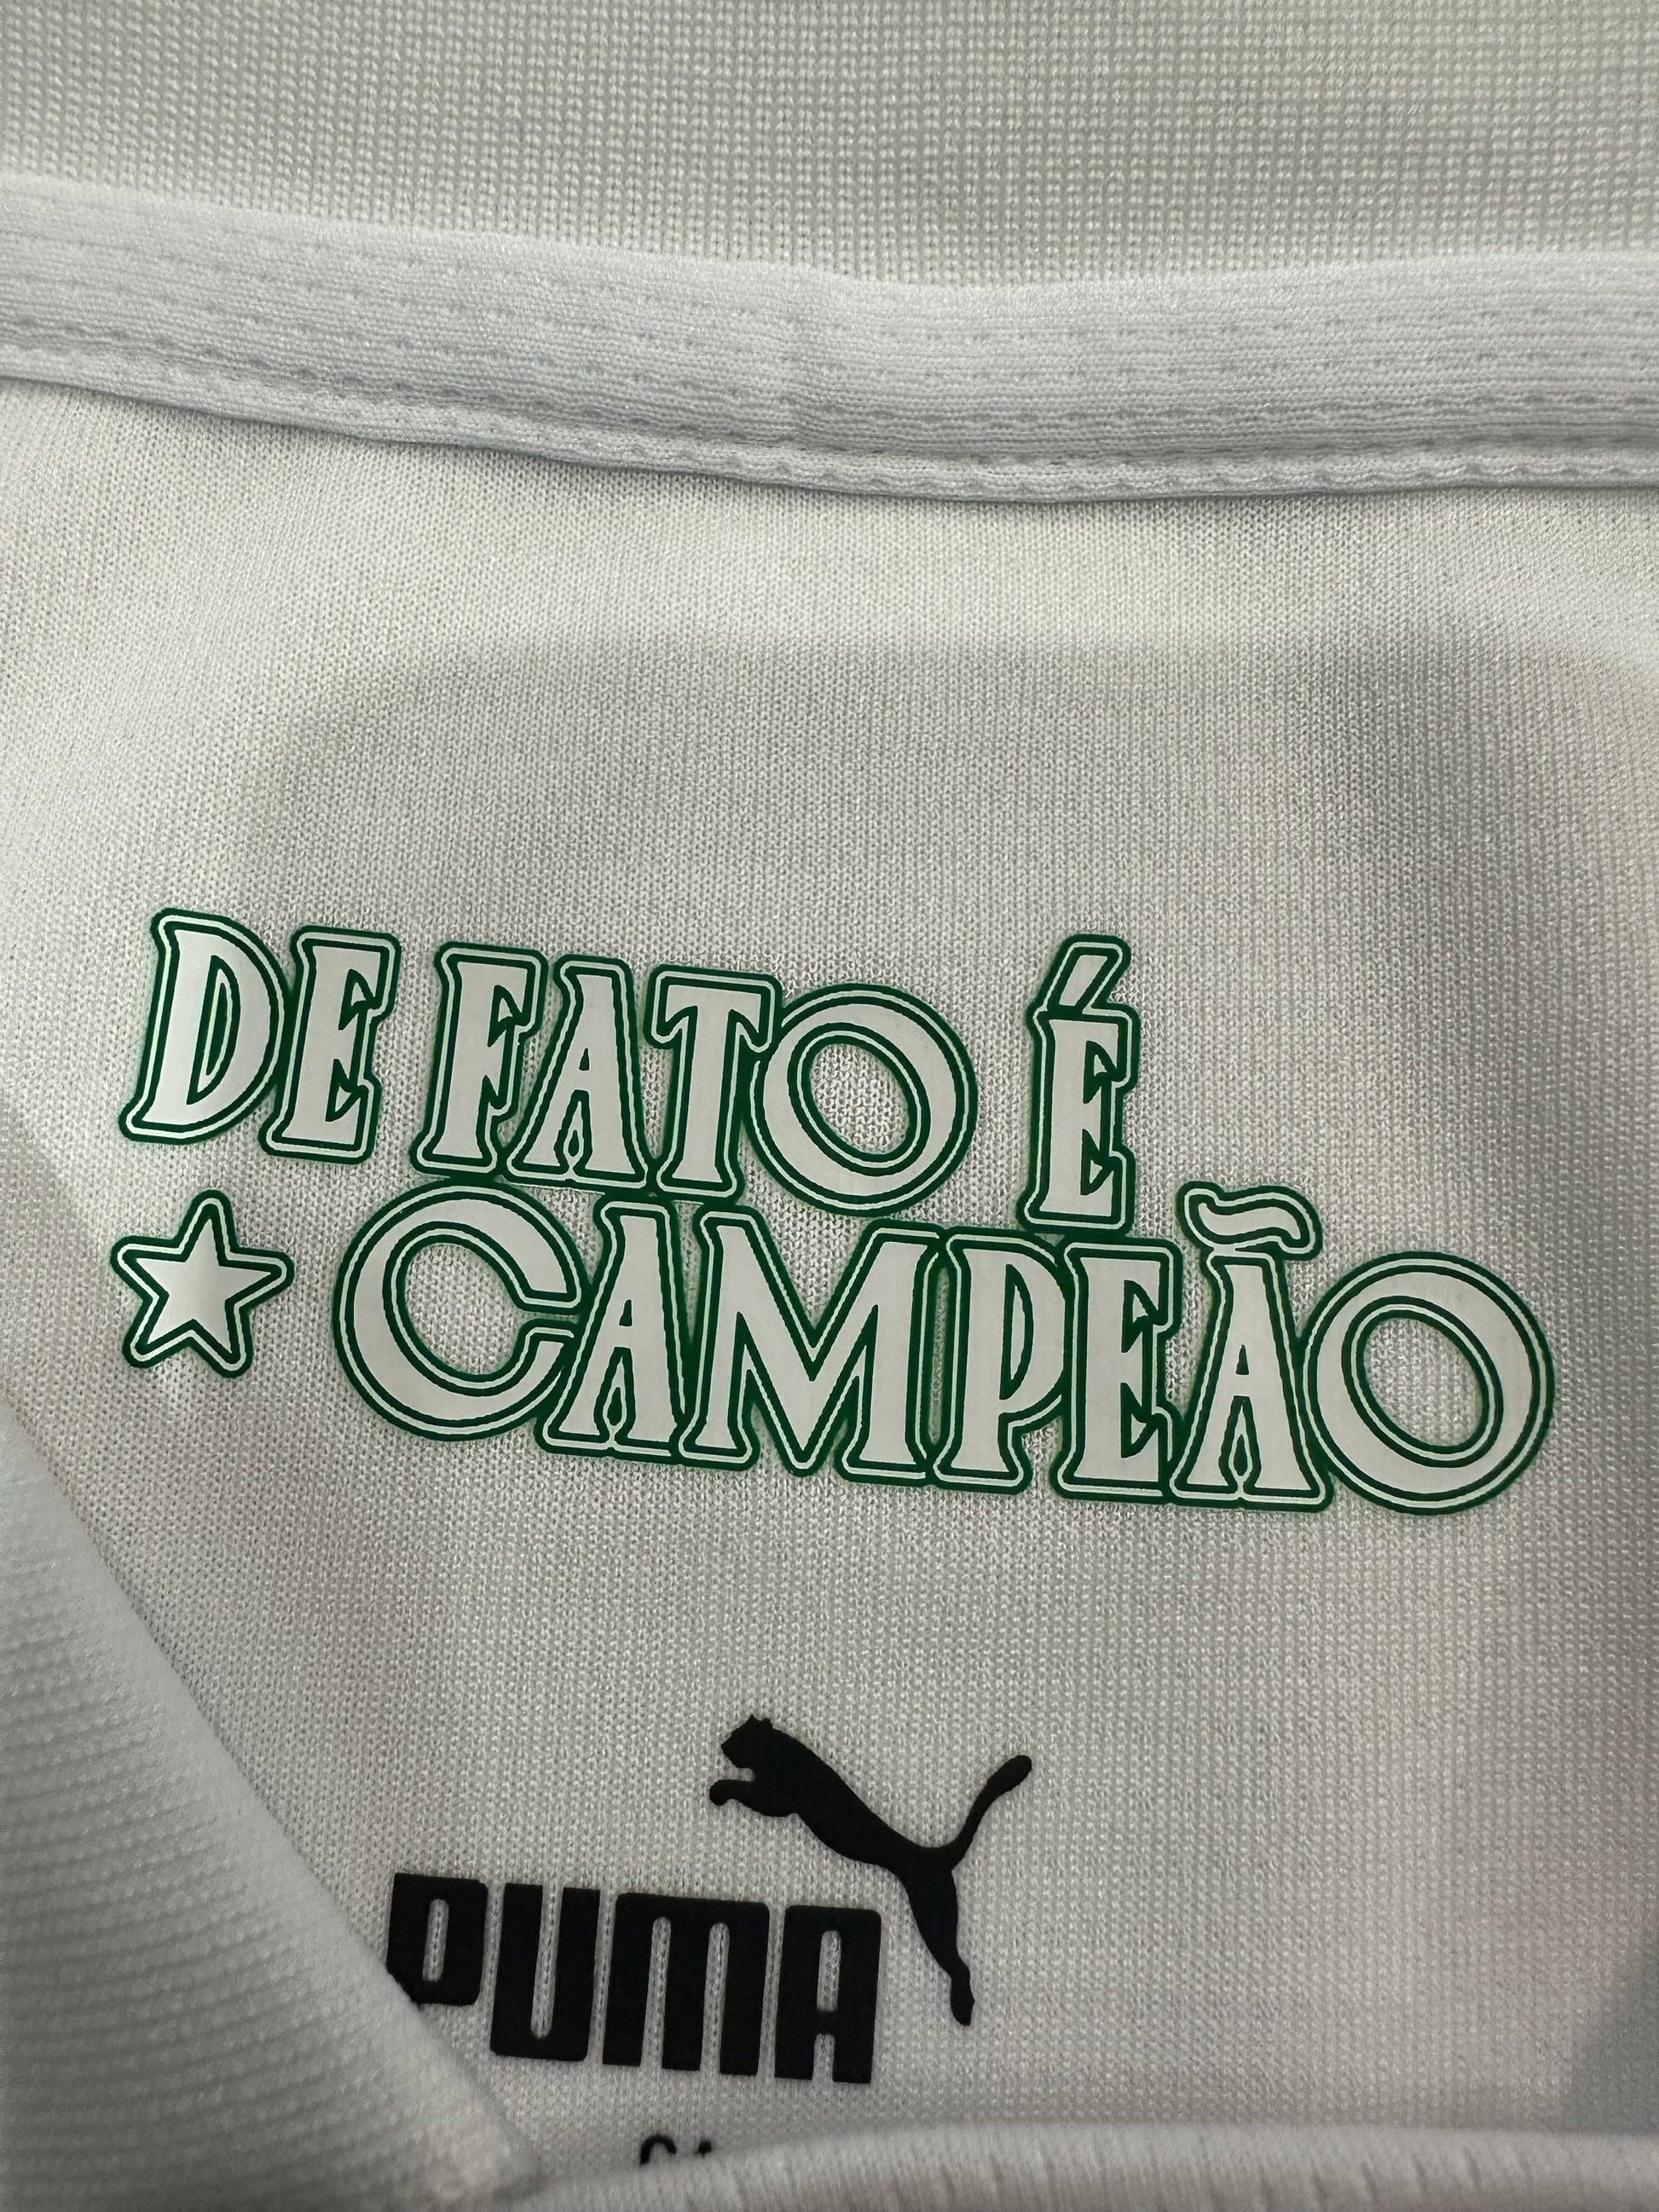 DE FATO É
CAMPEÃO
PUMA